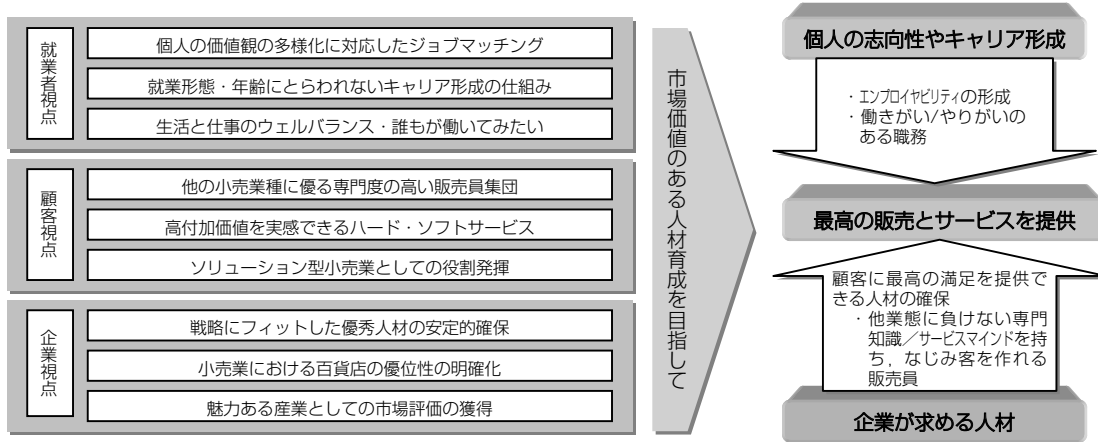 就業者視点
個人の価値観の多様化に対応したジョブマッチング
就業形態・年齢にとらわれないキャリア形成の仕組み
生活と仕事のウェルバランス・誰もが働いてみたい
顧客視点
他の小売業種に優る専門度の高い販売員集団
高付加価値を実感できるハード・ソフトサービス
ソリューション型小売業としての役割発揮
企業視点
戦略にフィットした優秀人材の安定的確保
小売業における百貨店の優位性の明確化
魅力ある産業としての市場評価の獲得
市場価値のある人材育成を目指して
個人の志向性やキャリア形成
・エンプロイヤビリティの形成
・働きがい/やりがいの
ある職務
最高の販売とサービスを提供
顧客に最高の満足を提供で
きる人材の確保
・他業態に負けない専門
知識／サービスマインドを持
ち，なじみ客を作れる
販売員
企業が求める人材